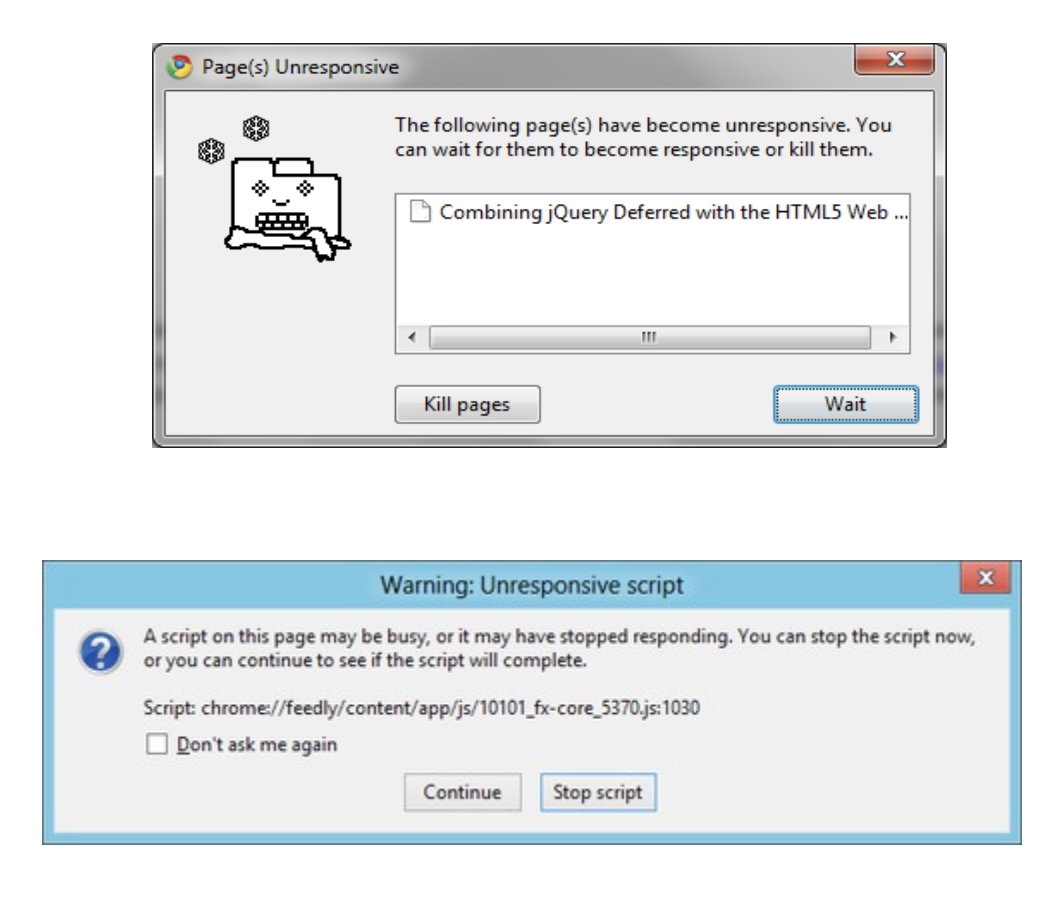 Page(s) Unresponsive
The following page(s) have become unresponsive. You
can wait for them to become responsive or kill them.
Combining jQuery Deferred with the HTML5 Web ...
Kill pages
Wait
Warning: Unresponsive script
A script on this page may be busy, or it may have stopped responding. You can stop the script now,
or you can continue to see if the script will complete.
Script: chrome://feedly/content/app/js/10101_fx-core_5370.js:1030
Don't ask me again
Continue
Stop script